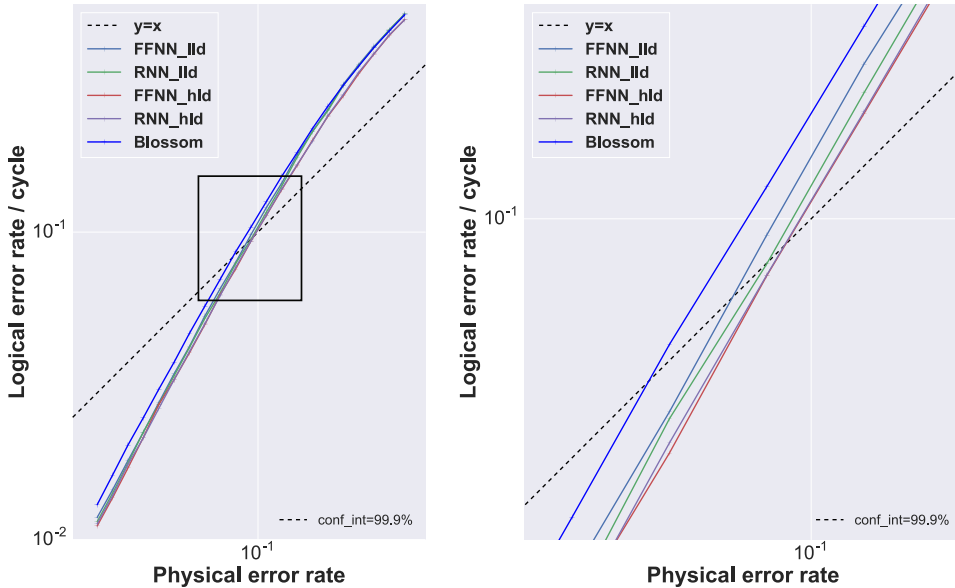 y=x
FFNN_lld
RNN_lld
FFNN_hld
RNN_hld
Blossom
Logical error rate / cycle
10^-1
10^-2
conf_int=99.9%
10^-1
Physical error rate
y=x
FFNN_lld
RNN_lld
FFNN_hld
RNN_hld
Blossom
Logical error rate / cycle
10^-1
conf_int=99.9%
10^-1
Physical error rate